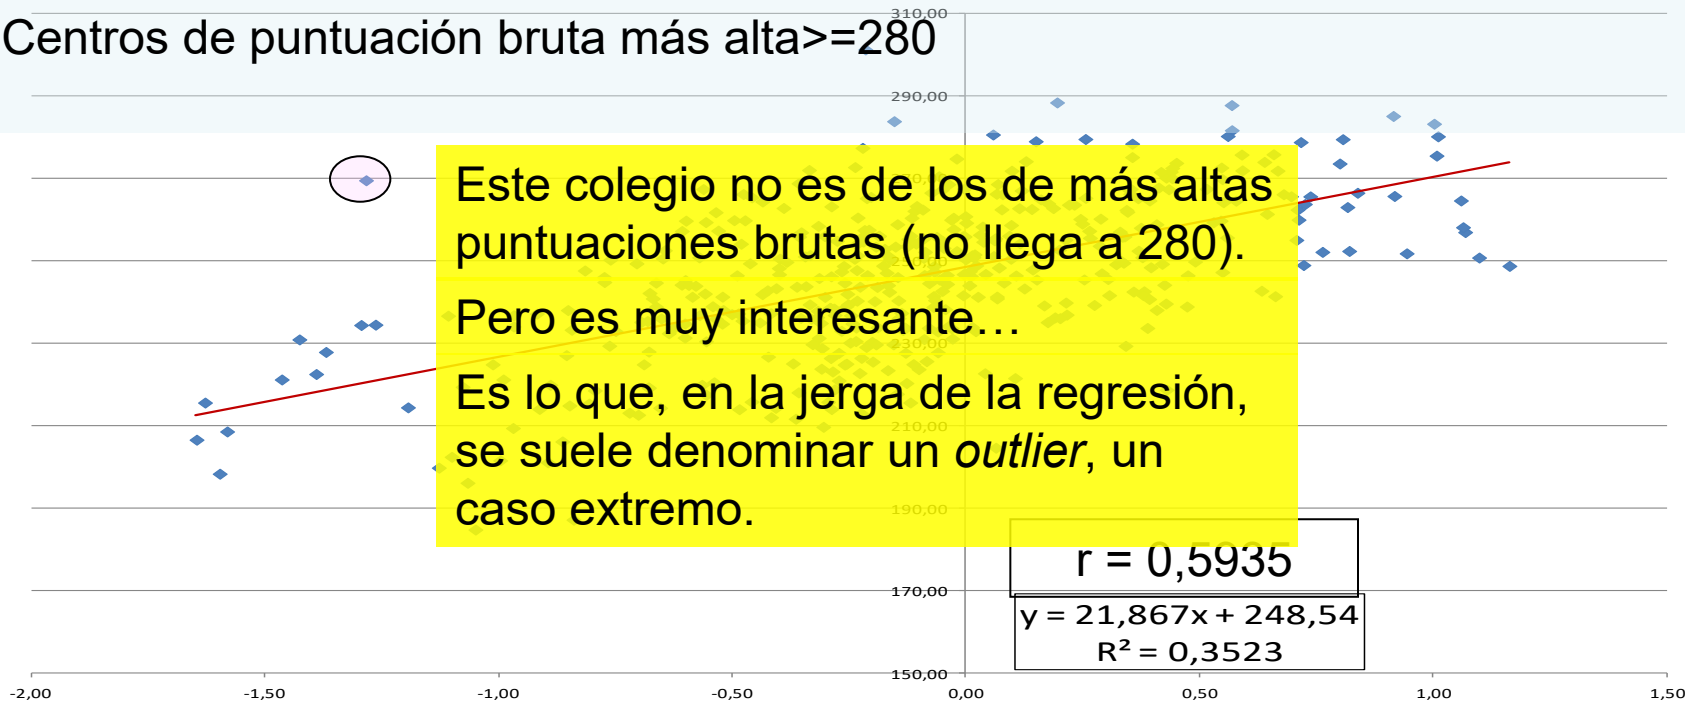 310,00
Centros de puntuación bruta más alta>=280
290,00
Este colegio no es de los de más altas
270,00
puntuaciones brutas (no llega a 280).
250,00
Pero es muy interesante…
230,00
Es lo que, en la jerga de la regresión,
210,00
se suele denominar un outlier, un
caso extremo.
190,00
r = 0,5935
170,00
y = 21,867x + 248,54
R² = 0,3523
150,00
-2,00 -1,50 -1,00 -0,50 0,00 0,50 1,00 1,50